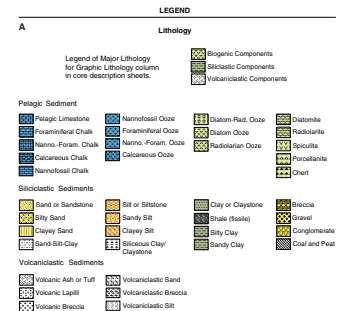 LEGEND
A
Lithology
Legend of Major Lithology
for Graphic Lithology column
in core description sheets.
Biogenic Components
Siliclastic Components
Volcaniclastic Components
Pelagic Sediment
Pelagic Limestone
Foraminiferal Chalk
Nanno.-Foram. Chalk
Calcareous Chalk
Nannofossil Chalk
Nannofossil Ooze
Foraminiferal Ooze
Nanno.-Foram. Ooze
Calcareous Ooze
Diatom-Rad. Ooze
Diatom Ooze
Radiolarian Ooze
Diatomite
Radiolarite
Spiculite
Porcellanite
Chert
Siliciclastic Sediments
Sand or Sandstone
Silty Sand
Clayey Sand
Sand-Silt-Clay
Silt or Siltstone
Sandy Silt
Clayey Silt
Siliceous Clay/
Claystone
Clay or Claystone
Shale (fissile)
Silty Clay
Sandy Clay
Breccia
Gravel
Conglomerate
Coal and Peat
Volcaniclastic Sediments
Volcanic Ash or Tuff
Volcanic Lapilli
Volcanic Breccia
Volcaniclastic Sand
Volcaniclastic Breccia
Volcaniclastic Silt